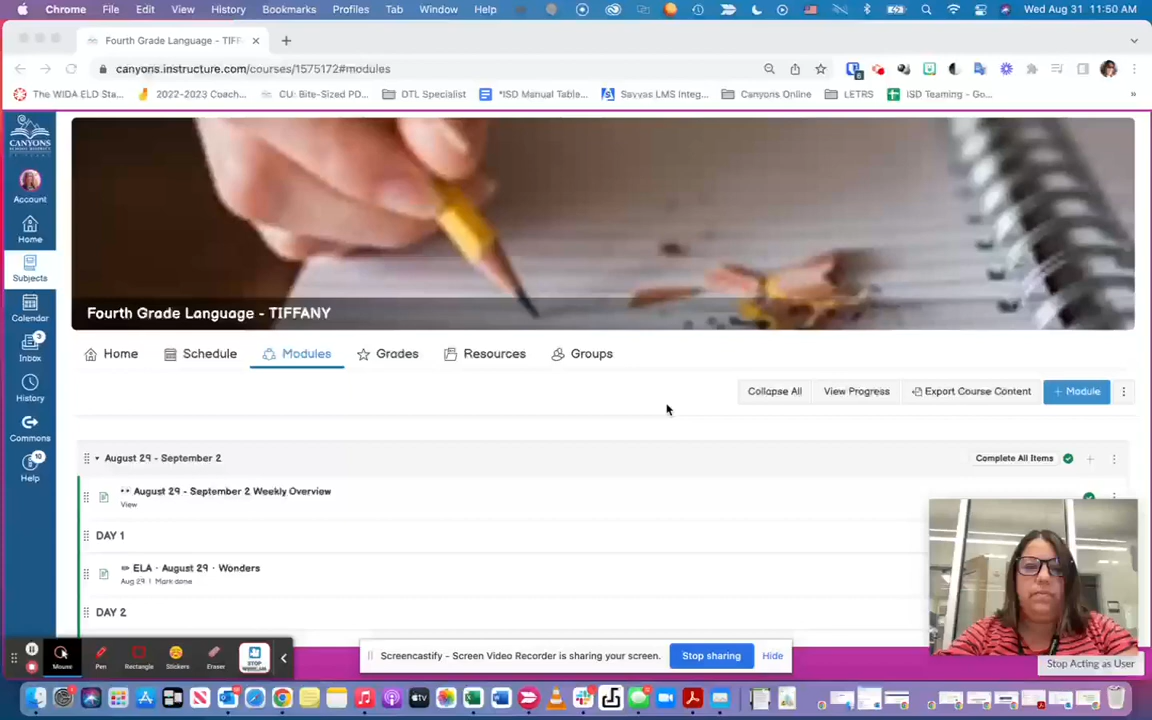 Chrome File Edit View History Bookmarks Profiles Tab Window Help Wed Aug 31 11:50 AM
Fourth Grade Language - TIFF
canyons.instructure.com/courses/1575172#modules
The WIDA ELD Sta... 2022-2023 Coach... CU: Bite-Sized PD... DTL Specialist *ISD Manual Table... Savvas LMS Integ... Canyons Online LETRS ISD Teaming - Go... »
CANYONS
Account
Home
Subjects
Calendar
3
Inbox
History
Commons
10
Help
Fourth Grade Language - TIFFANY
Home Schedule Modules Grades Resources Groups
Collapse All View Progress Export Course Content + Module
August 29 - September 2 Complete All Items
August 29 - September 2 Weekly Overview
View
DAY 1
ELA · August 29 · Wonders
Aug 29 | Mark done
DAY 2
Mouse Pen Rectangle Stickers Eraser STOP WEBCAM
Screencastify - Screen Video Recorder is sharing your screen. Stop sharing Hide
Stop Acting as User